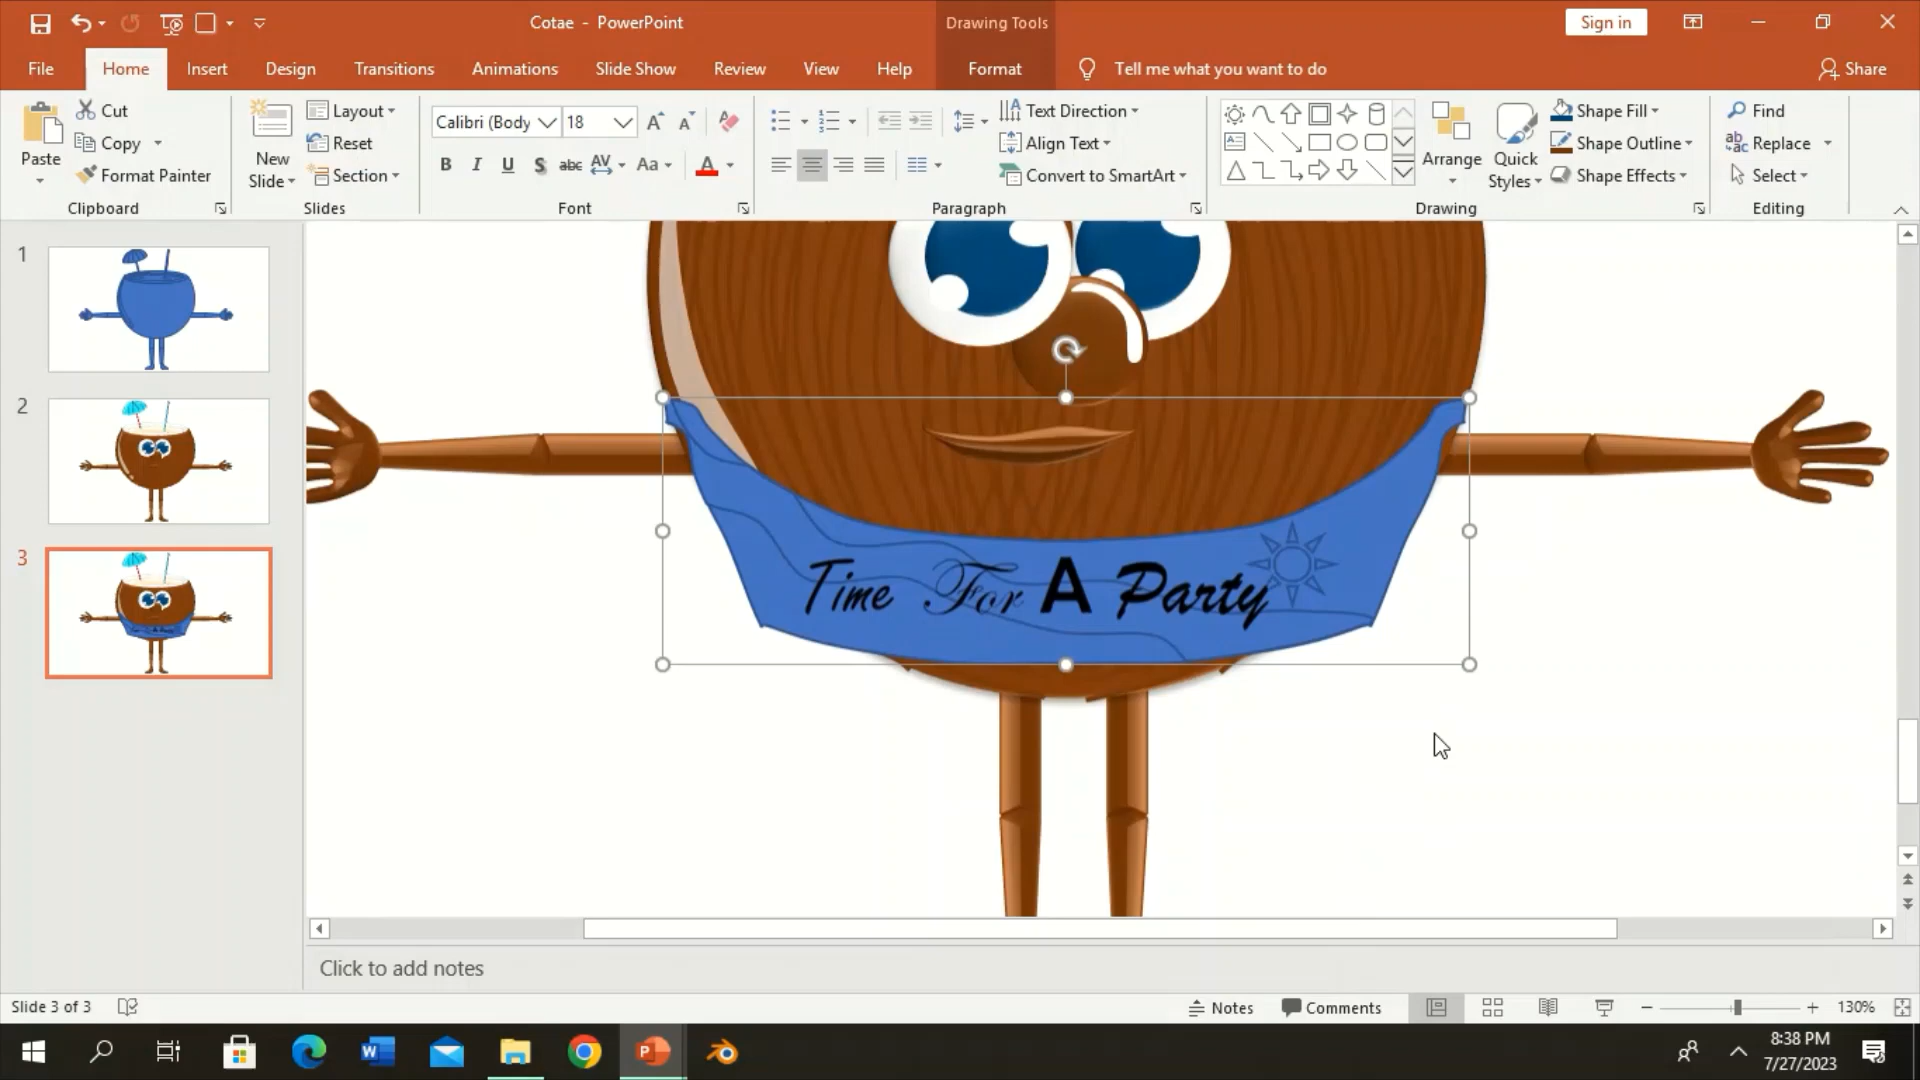 Cotae - PowerPoint
Drawing Tools
Sign in
File
Home
Insert
Design
Transitions
Animations
Slide Show
Review
View
Help
Format
Tell me what you want to do
Share
Paste
Cut
Copy
Format Painter
Clipboard
New Slide
Layout
Reset
Section
Slides
Calibri (Body
18
Font
Text Direction
Align Text
Convert to SmartArt
Paragraph
Arrange
Quick Styles
Shape Fill
Shape Outline
Shape Effects
Drawing
Find
Replace
Select
Editing
1
2
3
Time For A Party
Click to add notes
Slide 3 of 3
Notes
Comments
130%
8:38 PM
7/27/2023